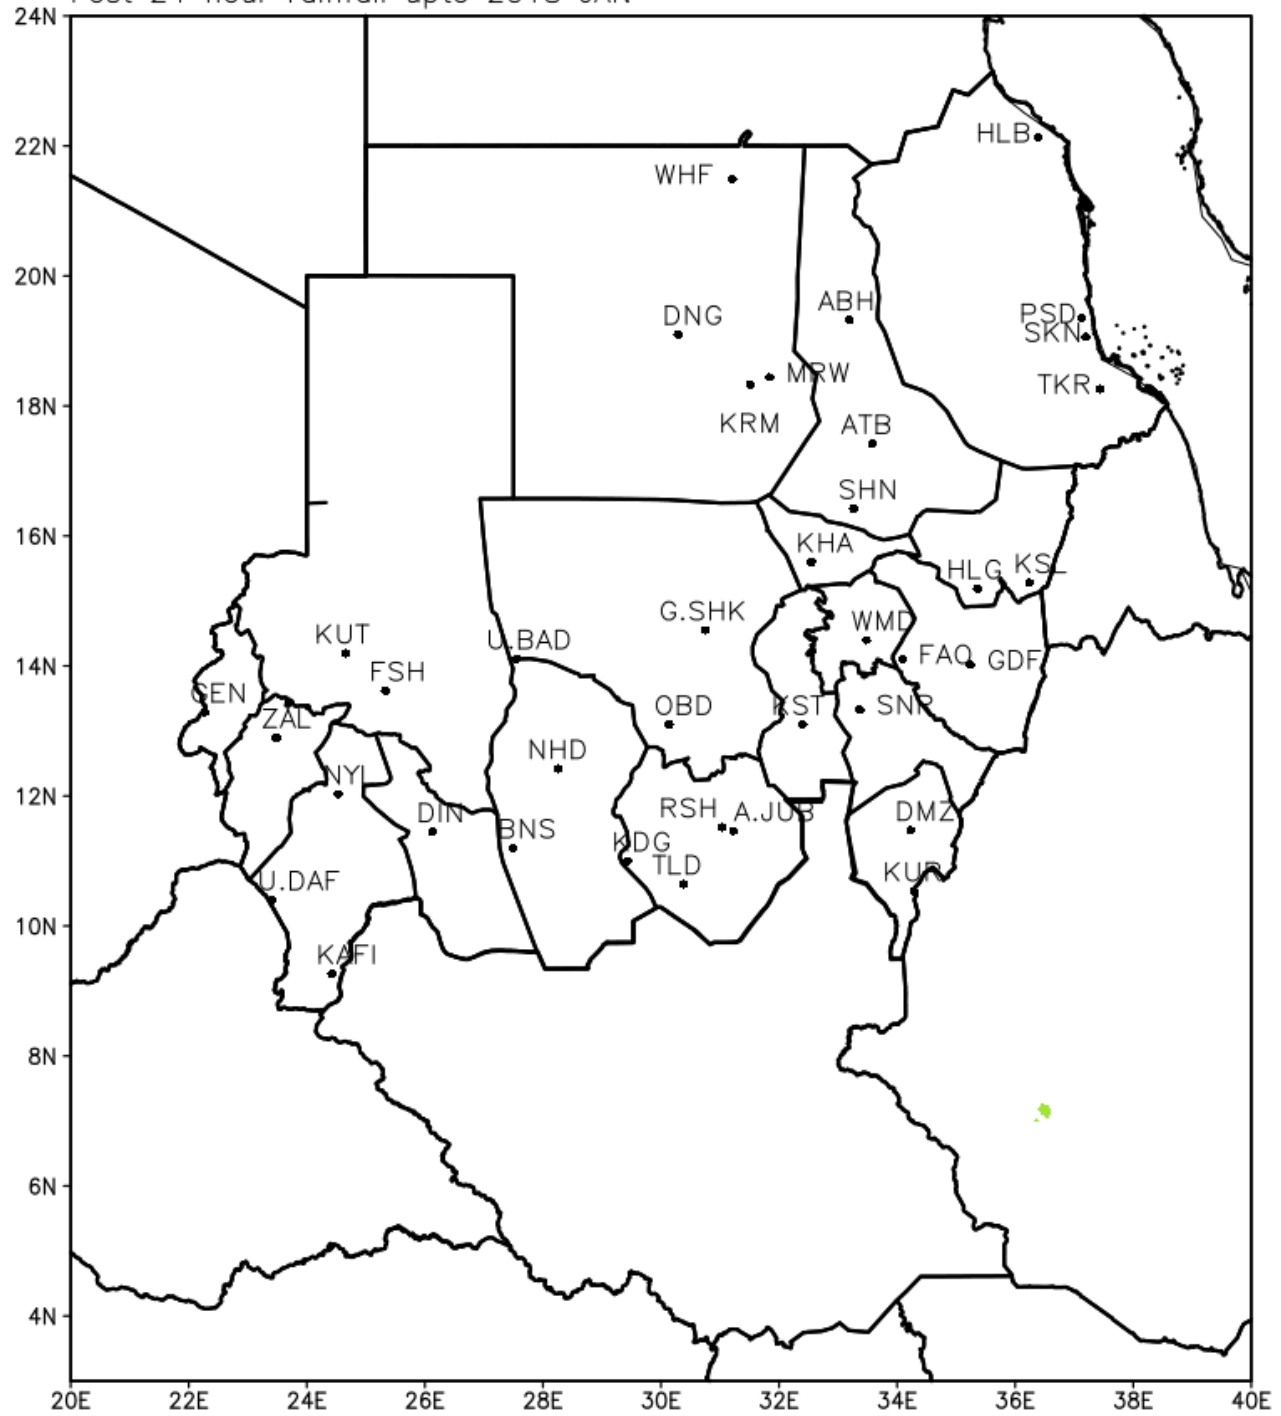 24N
HLB
22N
WHF
20N
ABH
DNG
PSD
SKN
MRW
TKR
18N
KRM
ATB
SHN
16N
KHA
HLG
KSL
G.SHK
WMD
KUT
U.BAD
14N
FSH
FAO
GDF
GEN
ZAL
OBD
KST
SNR
NHD
NYL
12N
DIN
RSH
A.JUB
DMZ
BNS
KDG
TLD
KUR
U.DAF
10N
KAFI
8N
6N
4N
20E 22E 24E 26E 28E 30E 32E 34E 36E 38E 40E